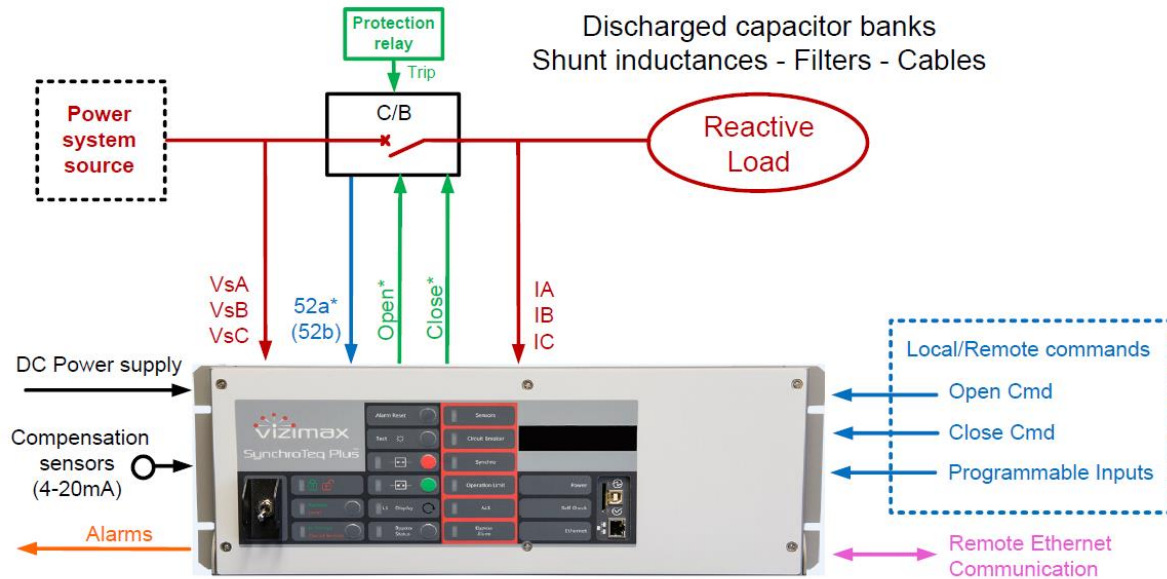 Protection
relay
Trip
Discharged capacitor banks
Shunt inductances - Filters - Cables
Power
system
source
C/B
Reactive
Load
VsA
VsB
VsC
52a*
(52b)
Open*
Close*
IA
IB
IC
DC Power supply
Compensation
sensors
(4-20mA)
Alarms
Local/Remote commands
Open Cmd
Close Cmd
Programmable Inputs
Remote Ethernet
Communication
vizimax
SynchroTeq Plus
Alarm Reset
Sensors
Circuit Breaker
Synchro
Power
L1 Display
Self Check
Bypass
Status
Ethernet